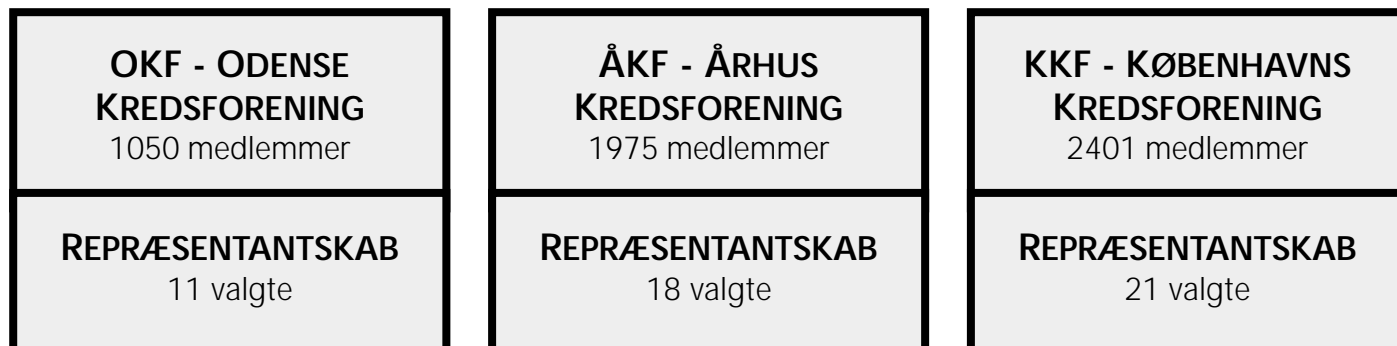 OKF - ODENSE
KREDSFORENING
1050 medlemmer
REPRÆSENTANTSKAB
11 valgte
ÅKF - ÅRHUS
KREDSFORENING
1975 medlemmer
REPRÆSENTANTSKAB
18 valgte
KKF - KØBENHAVNS
KREDSFORENING
2401 medlemmer
REPRÆSENTANTSKAB
21 valgte